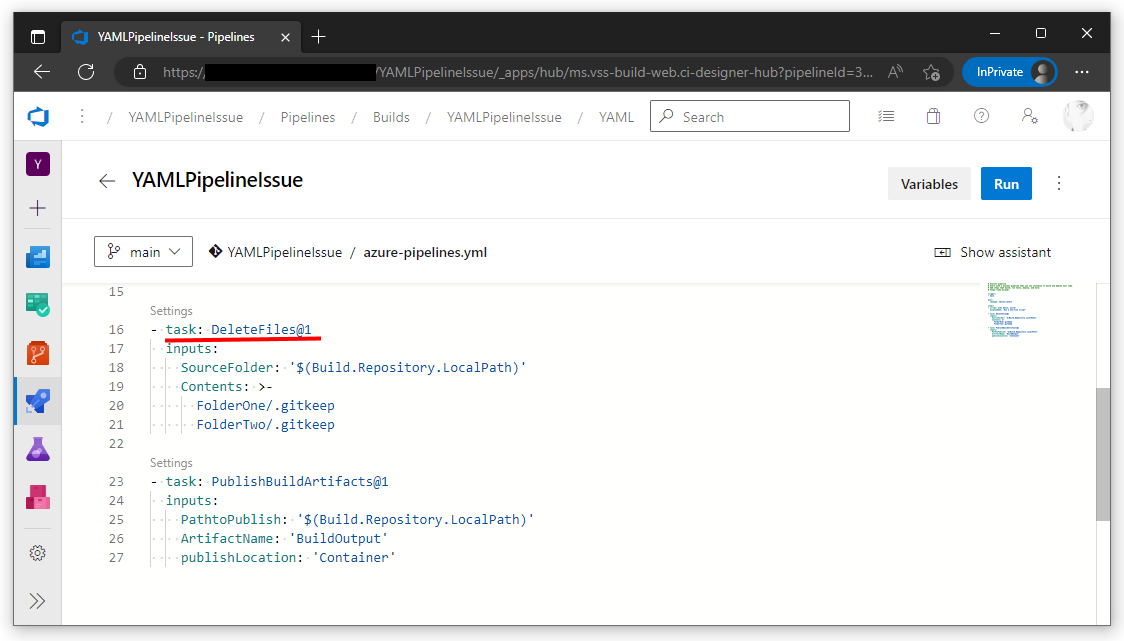 YAMLPipelineIssue - Pipelines
https:// /YAMLPipelineIssue/_apps/hub/ms.vss-build-web.ci-designer-hub?pipelineId=3... A InPrivate
/ YAMLPipelineIssue / Pipelines / Builds / YAMLPipelineIssue / YAML Search
Y
YAMLPipelineIssue
Variables Run
main YAMLPipelineIssue / azure-pipelines.yml Show assistant
15
Settings
16 - task: DeleteFiles@1
17 inputs:
18 SourceFolder: '$(Build.Repository.LocalPath)'
19 Contents: >-
20 FolderOne/.gitkeep
21 FolderTwo/.gitkeep
22
Settings
23 - task: PublishBuildArtifacts@1
24 inputs:
25 PathtoPublish: '$(Build.Repository.LocalPath)'
26 ArtifactName: 'BuildOutput'
27 publishLocation: 'Container'